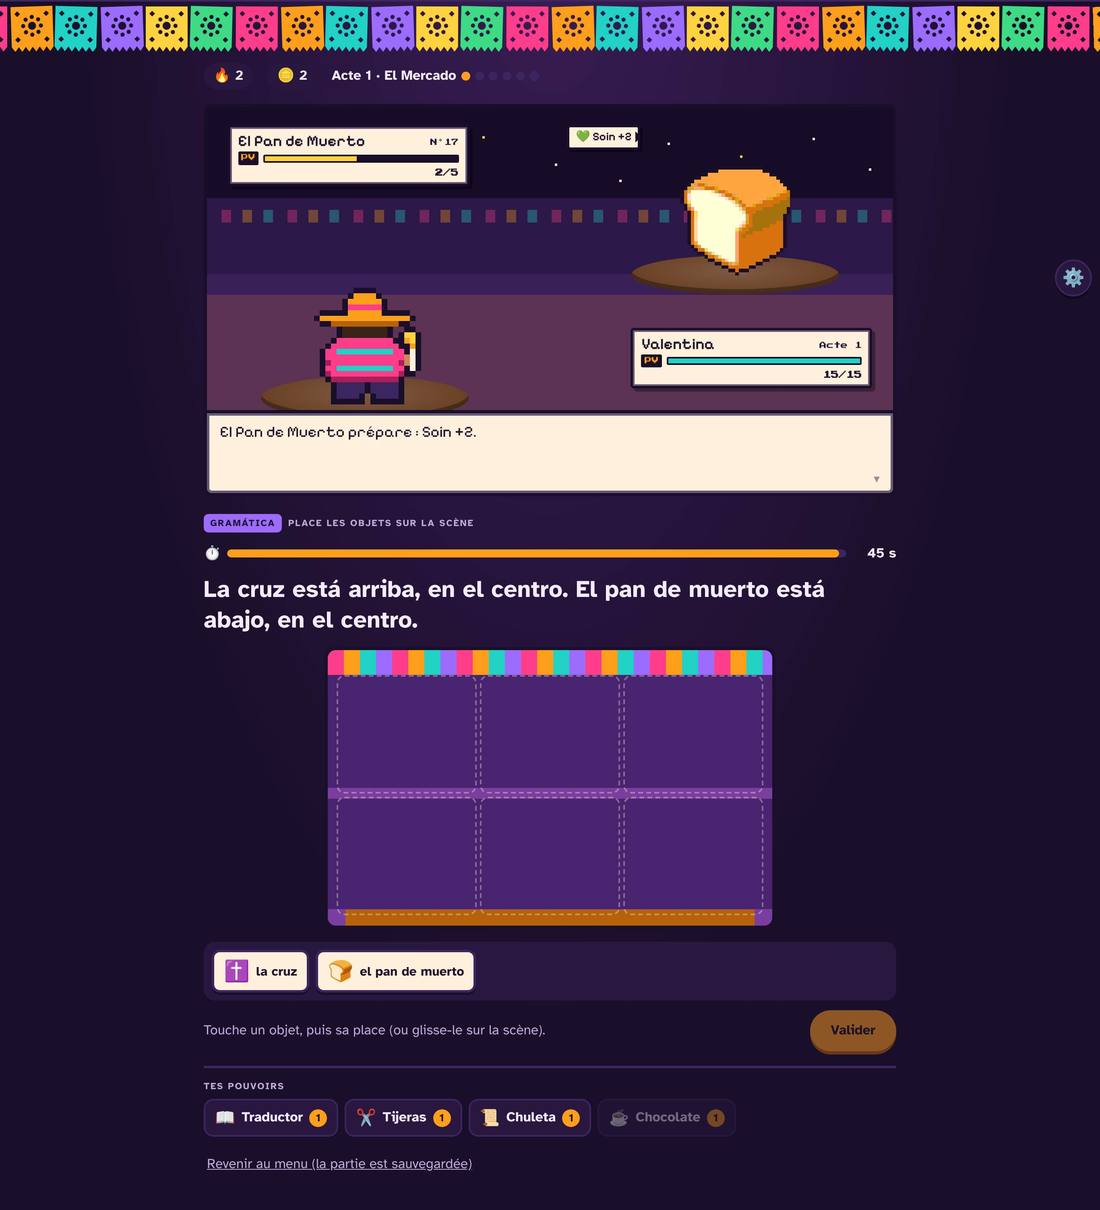 2
2
Acte 1 · El Mercado
El Pan de Muerto N°17
PV
2/5
Soin +2
Valentina Acte 1
PV
15/15
El Pan de Muerto prépare : Soin +2.
GRAMÁTICA PLACE LES OBJETS SUR LA SCÈNE
45 s
La cruz está arriba, en el centro. El pan de muerto está
abajo, en el centro.
la cruz
el pan de muerto
Touche un objet, puis sa place (ou glisse-le sur la scène).
Valider
TES POUVOIRS
Traductor 1
Tijeras 1
Chuleta 1
Chocolate 1
Revenir au menu (la partie est sauvegardée)